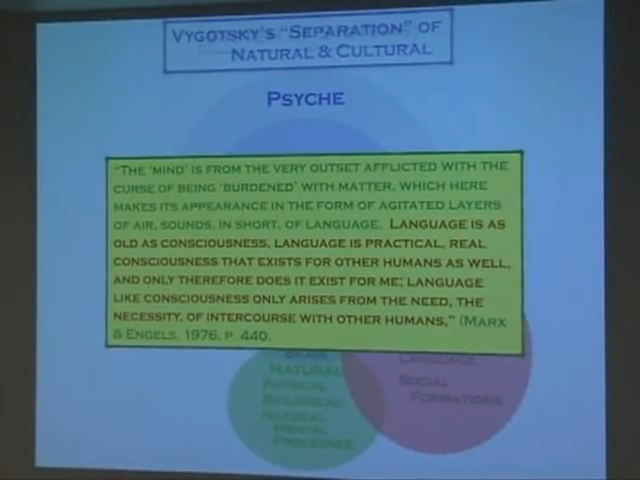 VYGOTSKY'S "SEPARATION" OF
NATURAL & CULTURAL
PSYCHE
"THE 'MIND' IS FROM THE VERY OUTSET AFFLICTED WITH THE
CURSE OF BEING 'BURDENED' WITH MATTER, WHICH HERE
MAKES ITS APPEARANCE IN THE FORM OF AGITATED LAYERS
OF AIR, SOUNDS, IN SHORT, OF LANGUAGE. LANGUAGE IS AS
OLD AS CONSCIOUSNESS, LANGUAGE IS PRACTICAL, REAL
CONSCIOUSNESS THAT EXISTS FOR OTHER HUMANS AS WELL,
AND ONLY THEREFORE DOES IT EXIST FOR ME; LANGUAGE
LIKE CONSCIOUSNESS ONLY ARISES FROM THE NEED, THE
NECESSITY, OF INTERCOURSE WITH OTHER HUMANS," (MARX
& ENGELS, 1976, P. 440.
BRAIN
NATURAL
PHYSICAL
BIOLOGICAL
NATURAL
MENTAL
PROCESSES
LANGUAGE
SOCIAL
FORMATIONS